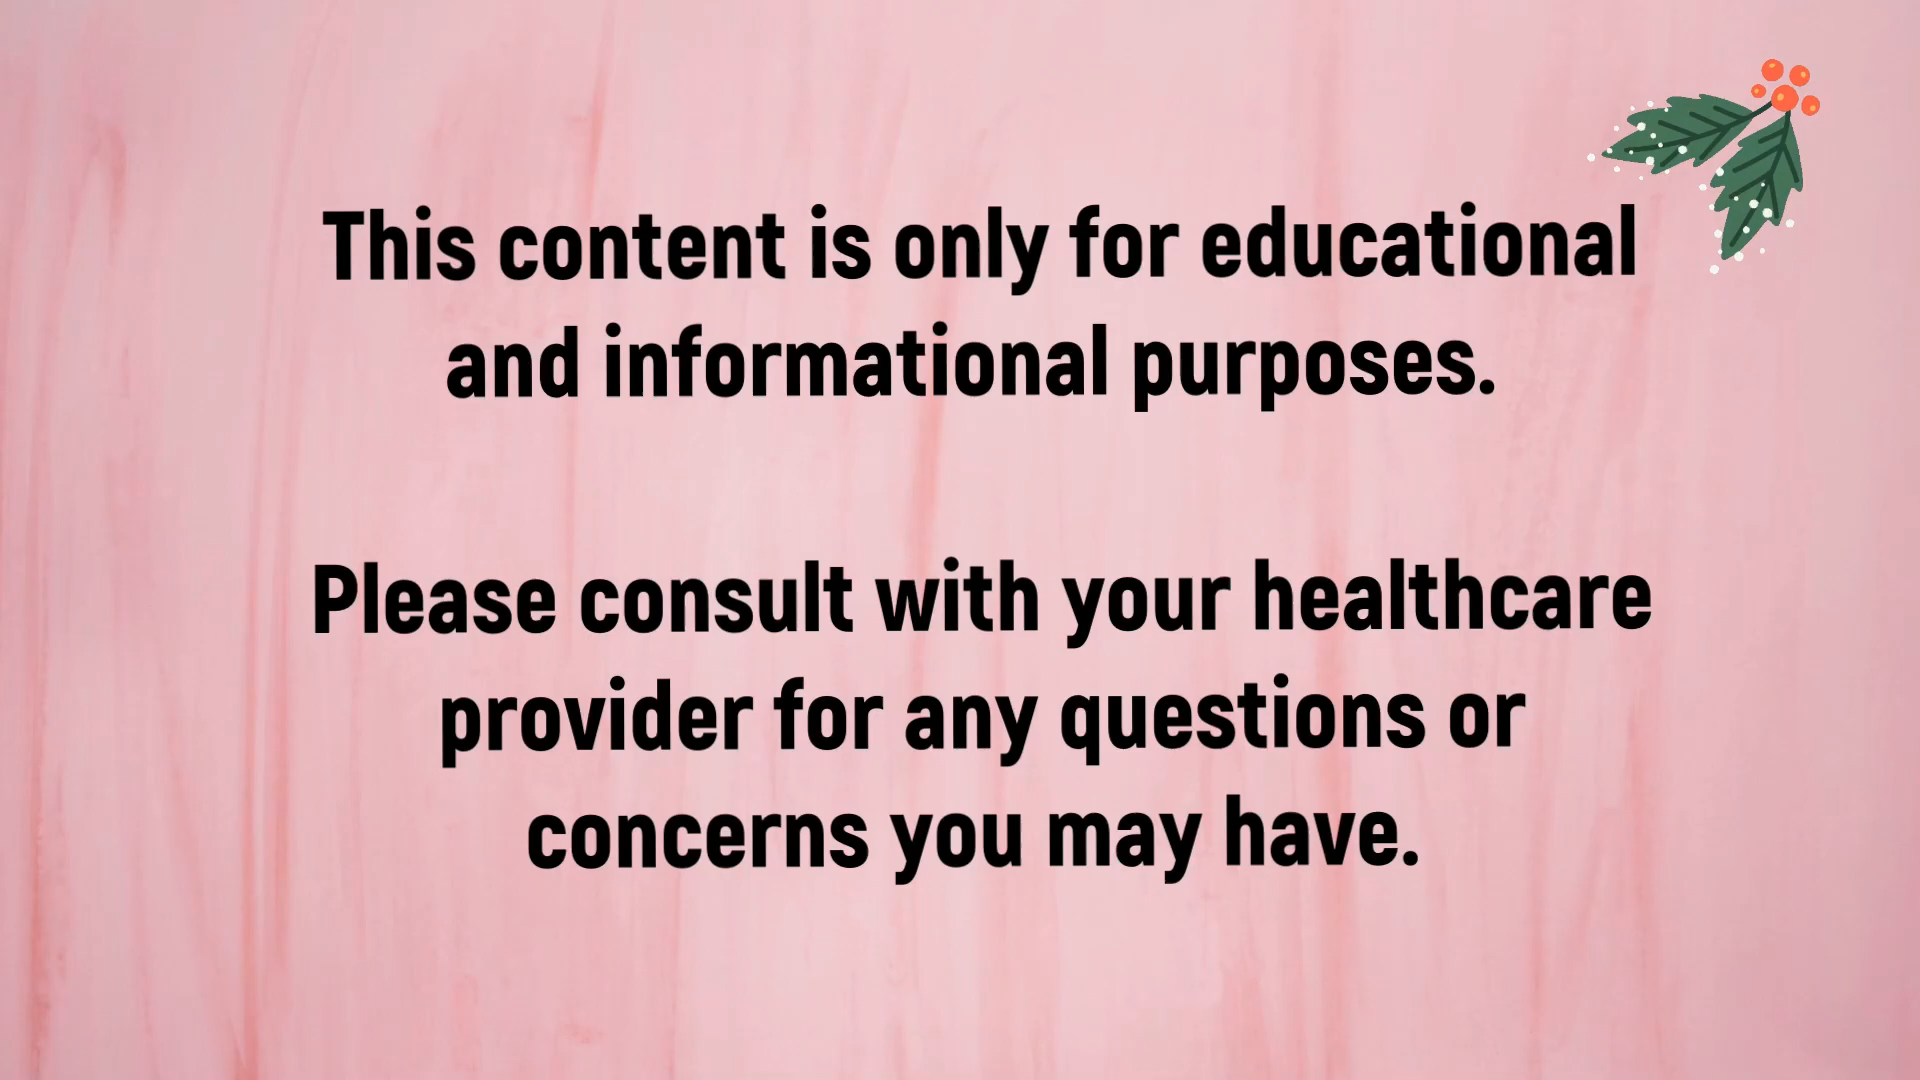 This content is only for educational
and informational purposes.
Please consult with your healthcare
provider for any questions or
concerns you may have.